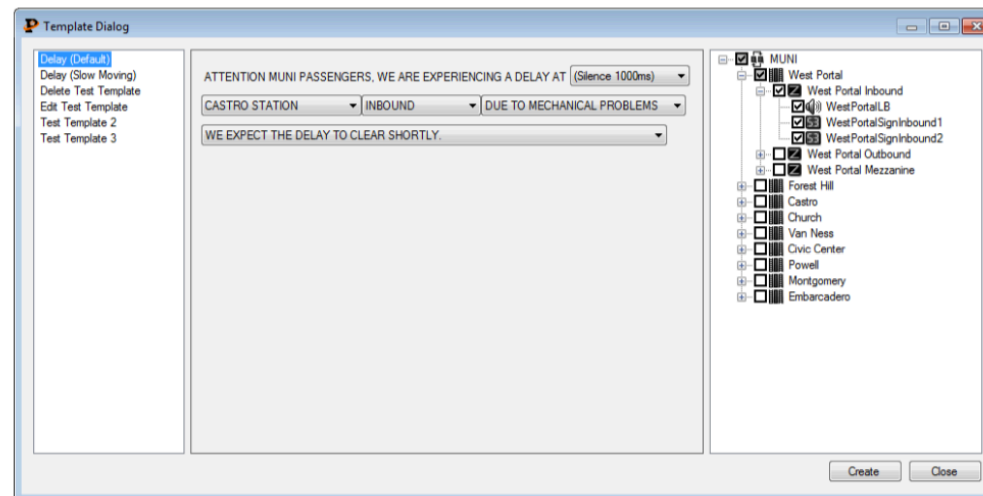 Template Dialog
Delay (Default)
Delay (Slow Moving)
Delete Test Template
Edit Test Template
Test Template 2
Test Template 3
ATTENTION MUNI PASSENGERS, WE ARE EXPERIENCING A DELAY AT (Silence 1000ms)
CASTRO STATION INBOUND DUE TO MECHANICAL PROBLEMS
WE EXPECT THE DELAY TO CLEAR SHORTLY.
MUNI
West Portal
West Portal Inbound
WestPortalLB
WestPortalSignInbound1
WestPortalSignInbound2
West Portal Outbound
West Portal Mezzanine
Forest Hill
Castro
Church
Van Ness
Civic Center
Powell
Montgomery
Embarcadero
Create Close